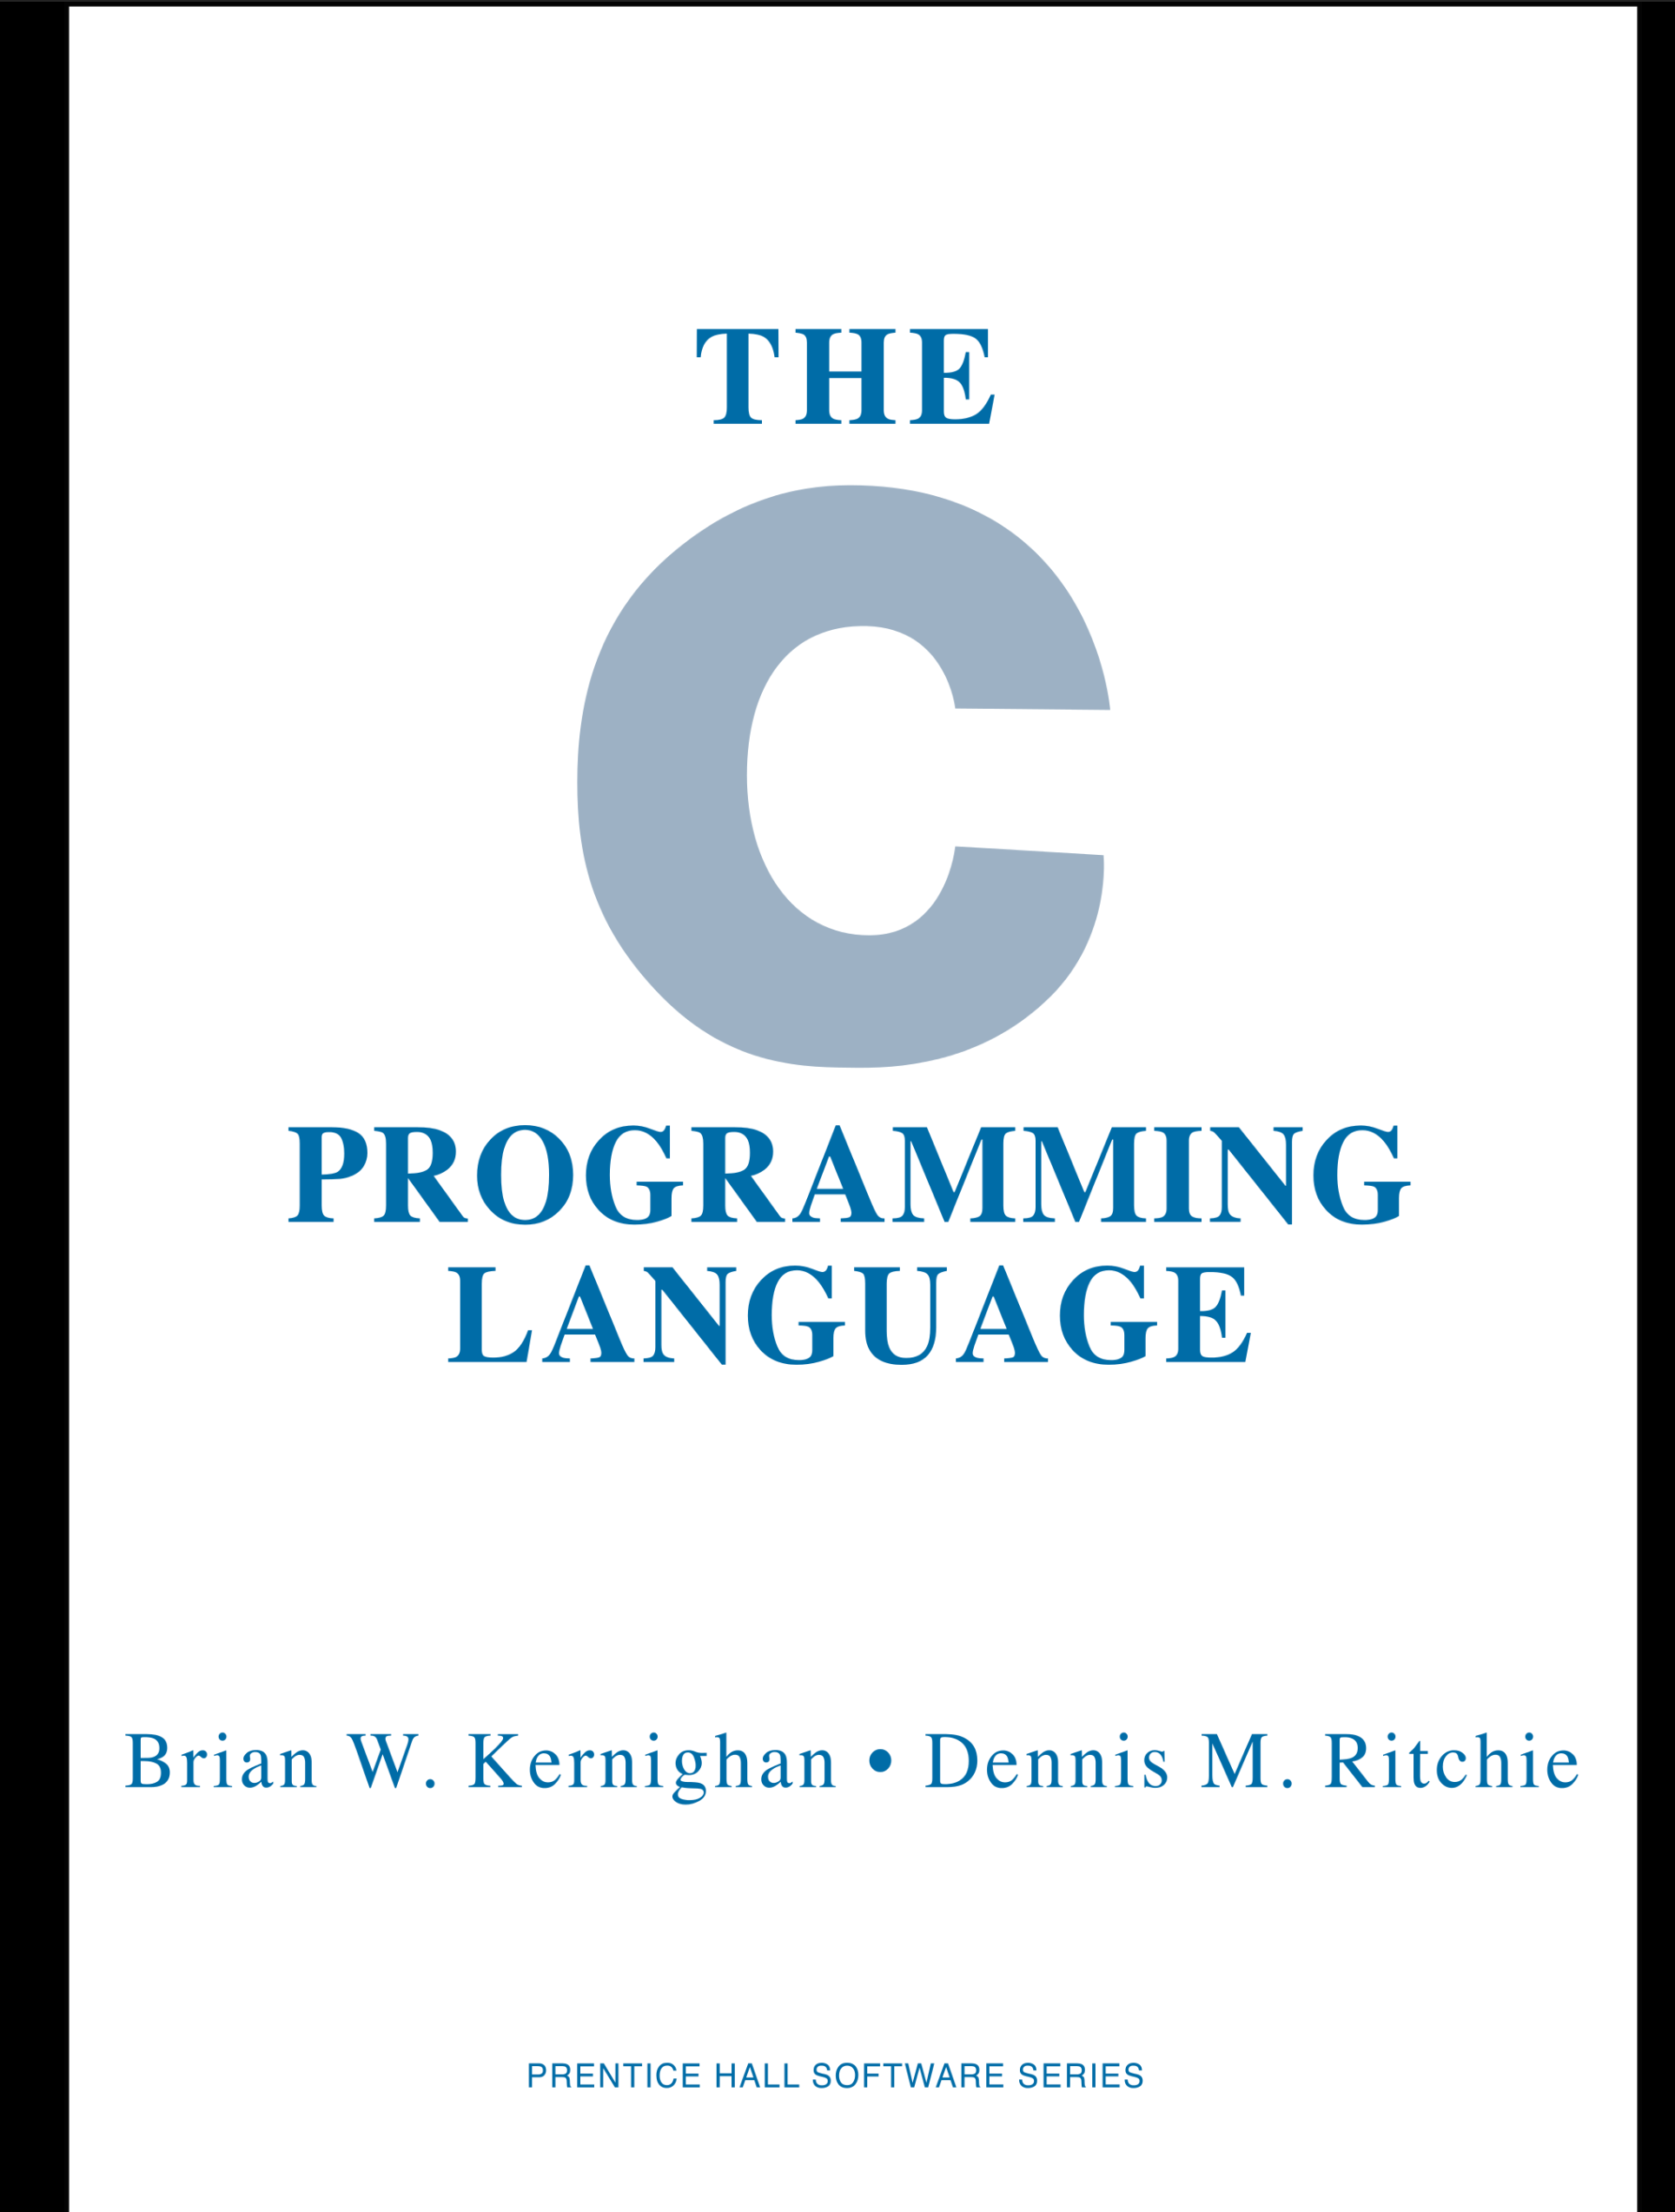 THE
C
PROGRAMMING
LANGUAGE
Brian W. Kernighan • Dennis M. Ritchie
PRENTICE HALL SOFTWARE SERIES